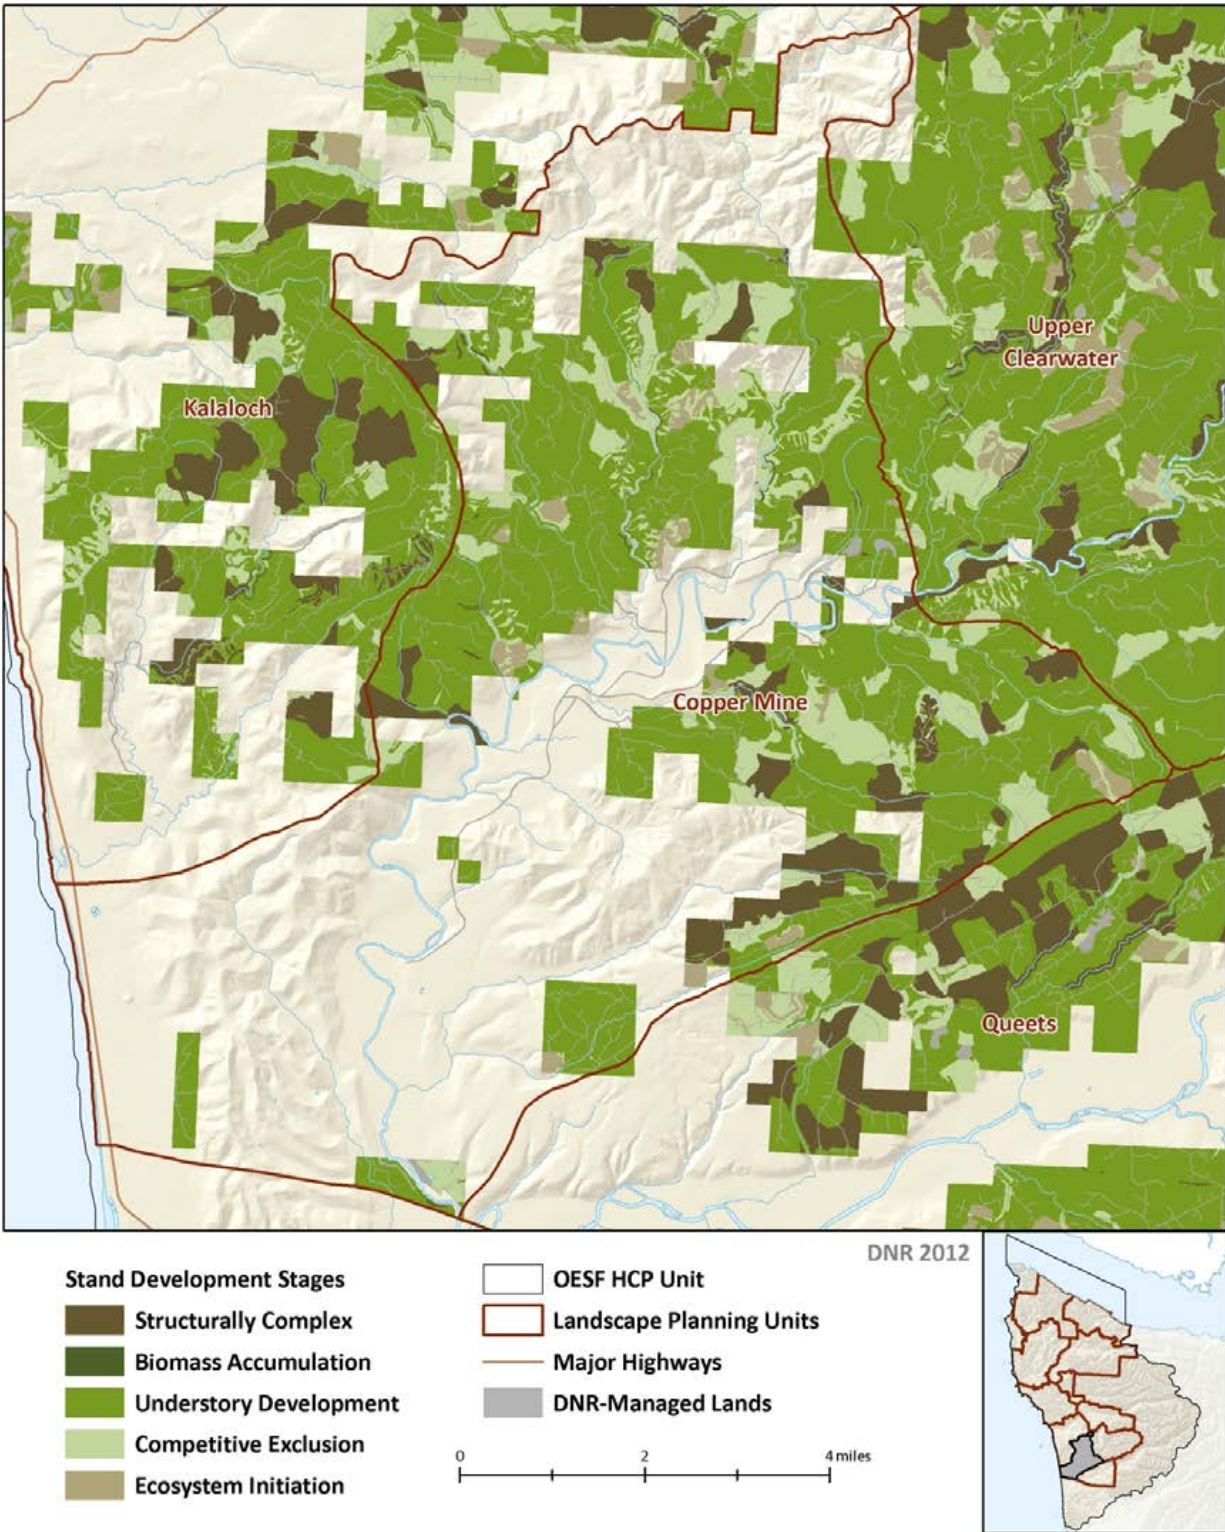 Upper
Clearwater
Kalaloch
Copper Mine
Queets
DNR 2012
Stand Development Stages
Structurally Complex
Biomass Accumulation
Understory Development
Competitive Exclusion
Ecosystem Initiation
OESF HCP Unit
Landscape Planning Units
Major Highways
DNR-Managed Lands
0 2 4 miles